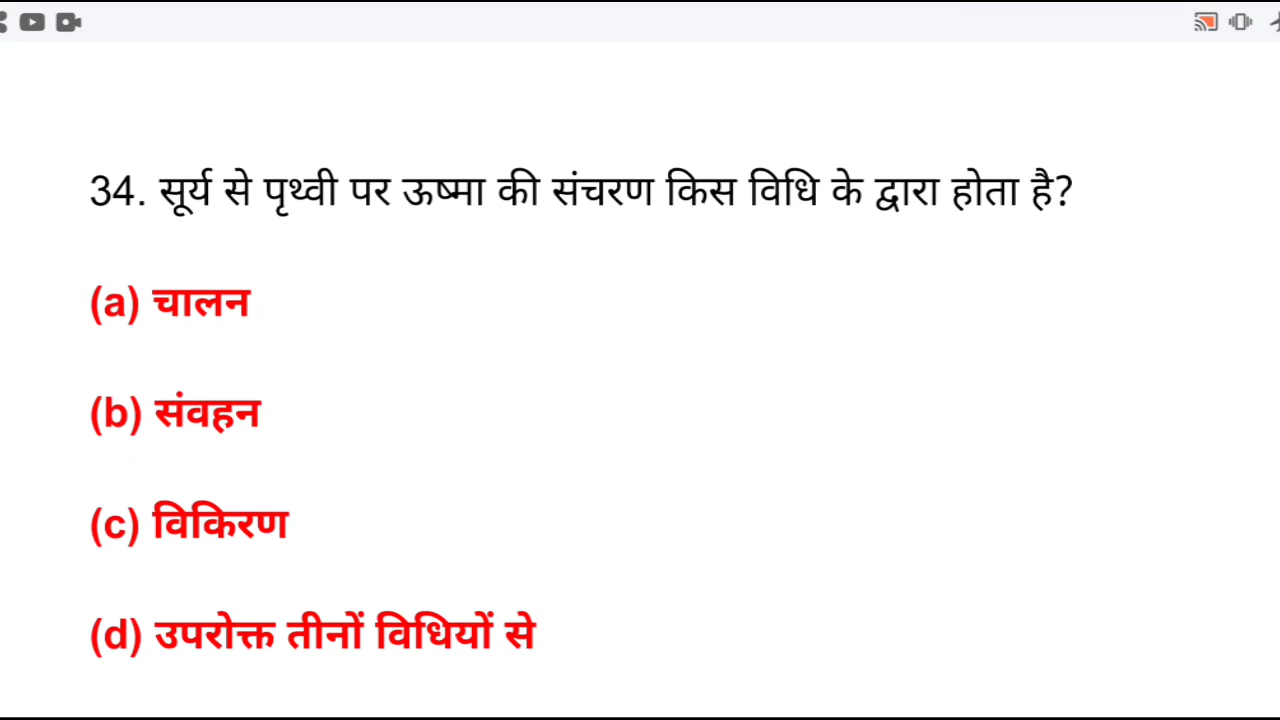 34. सूर्य से पृथ्वी पर ऊष्मा की संचरण किस विधि के द्वारा होता है?
(a) चालन
(b) संवहन
(c) विकिरण
(d) उपरोक्त तीनों विधियों से